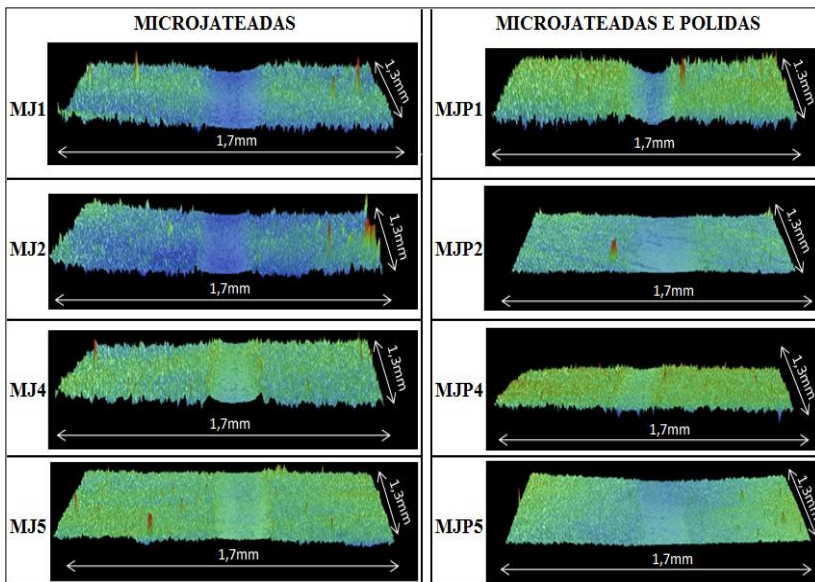 MICROJATEADAS
MICROJATEADAS E POLIDAS
MJ1
1,3mm
1,7mm
MJP1
1,3mm
1,7mm
MJ2
1,3mm
1,7mm
MJP2
1,3mm
1,7mm
MJ4
1,3mm
1,7mm
MJP4
1,3mm
1,7mm
MJ5
1,3mm
1,7mm
MJP5
1,3mm
1,7mm